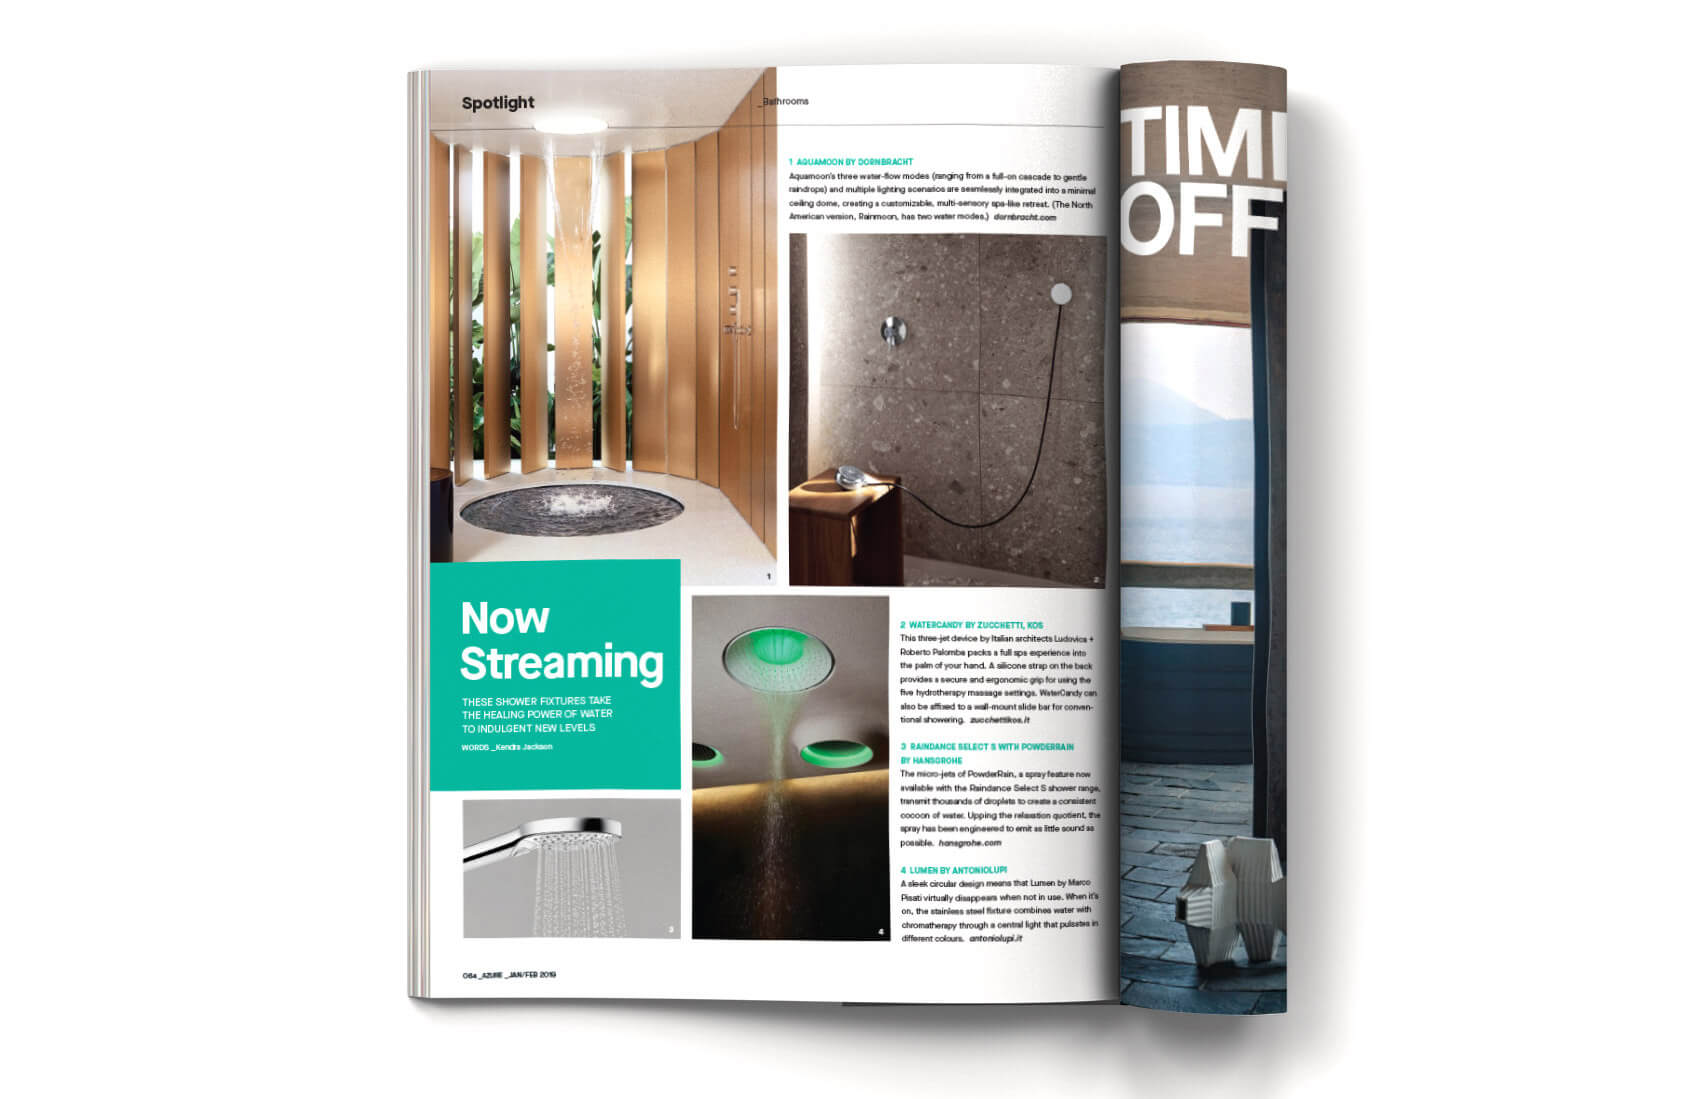 Spotlight
_Bathrooms
1 AQUAMOON BY DORNBRACHT
Aquamoon's three water-flow modes (ranging from a full-on cascade to gentle
raindrops) and multiple lighting scenarios are seamlessly integrated into a minimal
ceiling dome, creating a customizable, multi-sensory spa-like retreat. (The North
American version, Rainmoon, has two water modes.) dornbracht.com
1
2
Now
Streaming
THESE SHOWER FIXTURES TAKE
THE HEALING POWER OF WATER
TO INDULGENT NEW LEVELS
WORDS _Kendra Jackson
3
4
2 WATERCANDY BY ZUCCHETTI, KOS
This three-jet device by Italian architects Ludovica +
Roberto Palomba packs a full spa experience into
the palm of your hand. A silicone strap on the back
provides a secure and ergonomic grip for using the
five hydrotherapy massage settings. WaterCandy can
also be affixed to a wall-mount slide bar for conven-
tional showering. zucchettikos.it
3 RAINDANCE SELECT S WITH POWDERRAIN
BY HANSGROHE
The micro-jets of PowderRain, a spray feature now
available with the Raindance Select S shower range,
transmit thousands of droplets to create a consistent
cocoon of water. Upping the relaxation quotient, the
spray has been engineered to emit as little sound as
possible. hansgrohe.com
4 LUMEN BY ANTONIOLUPI
A sleek circular design means that Lumen by Marco
Pisati virtually disappears when not in use. When it's
on, the stainless steel fixture combines water with
chromatherapy through a central light that pulsates in
different colours. antoniolupi.it
_AZURE _JAN/FEB 2019
TIM
OFF